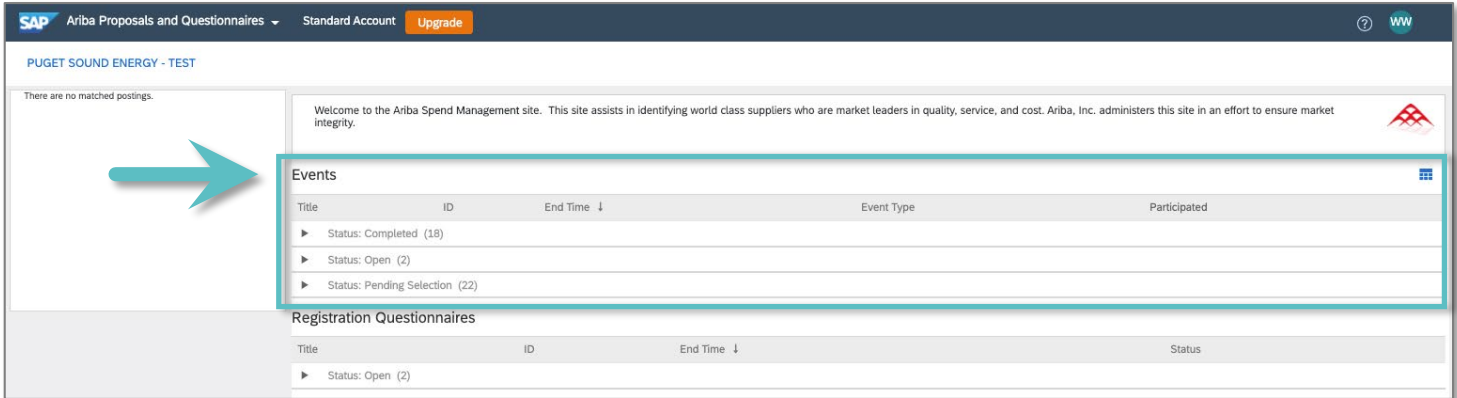 SAP Ariba Proposals and Questionnaires Standard Account Upgrade ? WW
PUGET SOUND ENERGY - TEST
There are no matched postings.
Welcome to the Ariba Spend Management site. This site assists in identifying world class suppliers who are market leaders in quality, service, and cost. Ariba, Inc. administers this site in an effort to ensure market
integrity.
Events
Title ID End Time ↓ Event Type Participated
Status: Completed (18)
Status: Open (2)
Status: Pending Selection (22)
Registration Questionnaires
Title ID End Time ↓ Status
Status: Open (2)